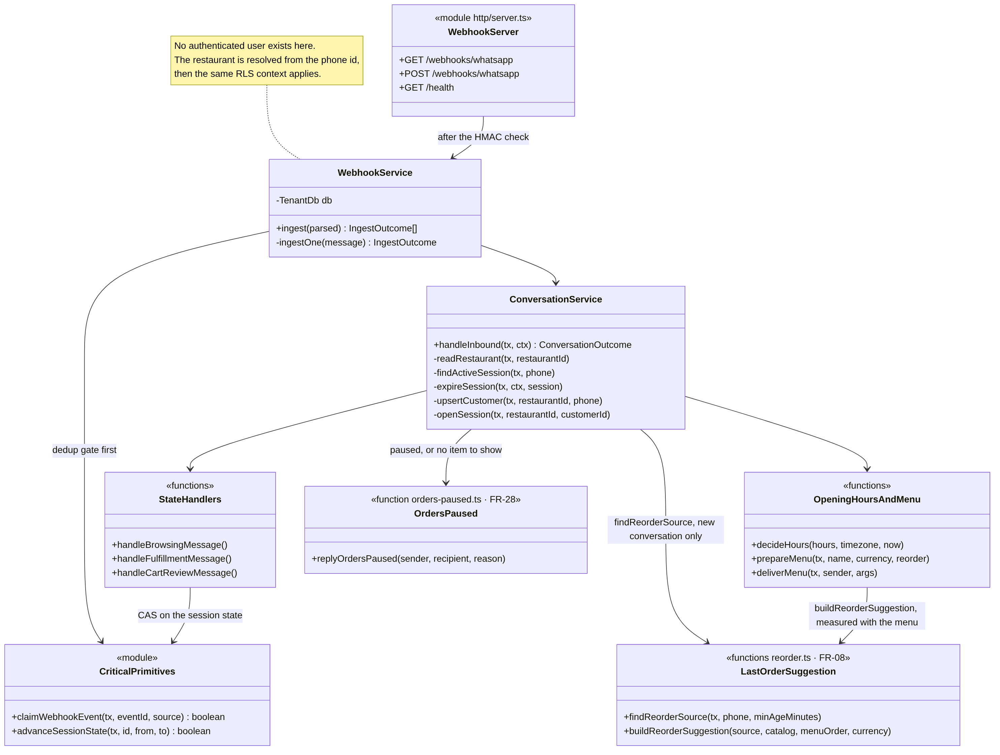 «module http/server.ts»
WebhookServer
+GET /webhooks/whatsapp
+POST /webhooks/whatsapp
+GET /health
No authenticated user exists here.
The restaurant is resolved from the phone id,
then the same RLS context applies.
after the HMAC check
WebhookService
-TenantDb db
+ingest(parsed) : IngestOutcome[]
-ingestOne(message) : IngestOutcome
ConversationService
+handleInbound(tx, ctx) : ConversationOutcome
-readRestaurant(tx, restaurantId)
-findActiveSession(tx, phone)
-expireSession(tx, ctx, session)
-upsertCustomer(tx, restaurantId, phone)
-openSession(tx, restaurantId, customerId)
dedup gate first
paused, or no item to show
findReorderSource, new
conversation only
«functions»
StateHandlers
+handleBrowsingMessage()
+handleFulfillmentMessage()
+handleCartReviewMessage()
«function orders-paused.ts · FR-28»
OrdersPaused
+replyOrdersPaused(sender, recipient, reason)
«functions»
OpeningHoursAndMenu
+decideHours(hours, timezone, now)
+prepareMenu(tx, name, currency, reorder)
+deliverMenu(tx, sender, args)
CAS on the session state
buildReorderSuggestion,
measured with the menu
«module»
CriticalPrimitives
+claimWebhookEvent(tx, eventId, source) : boolean
+advanceSessionState(tx, id, from, to) : boolean
«functions reorder.ts · FR-08»
LastOrderSuggestion
+findReorderSource(tx, phone, minAgeMinutes)
+buildReorderSuggestion(source, catalog, menuOrder, currency)